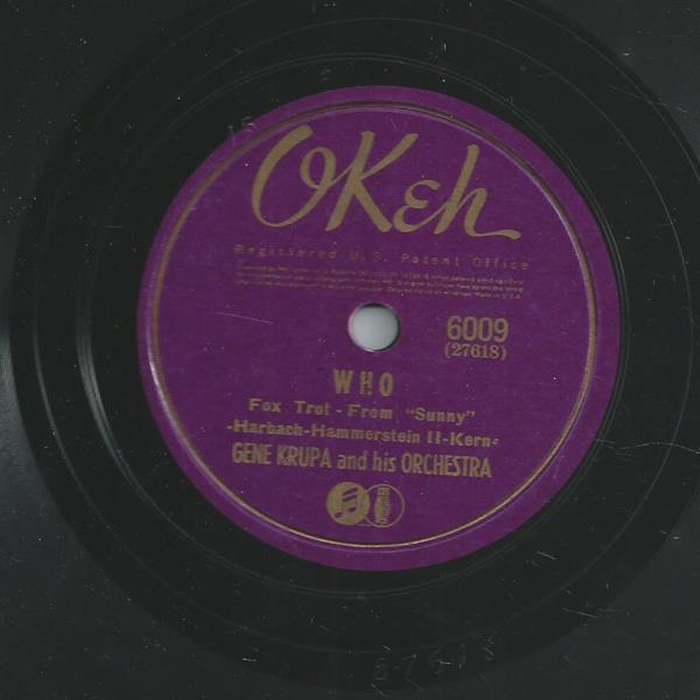 OKeh
Registered U.S. Patent Office
6009
(27618)
WHO
Fox Trot - From "Sunny"
-Harbach-Hammerstein II-Kern-
GENE KRUPA and his ORCHESTRA
27618